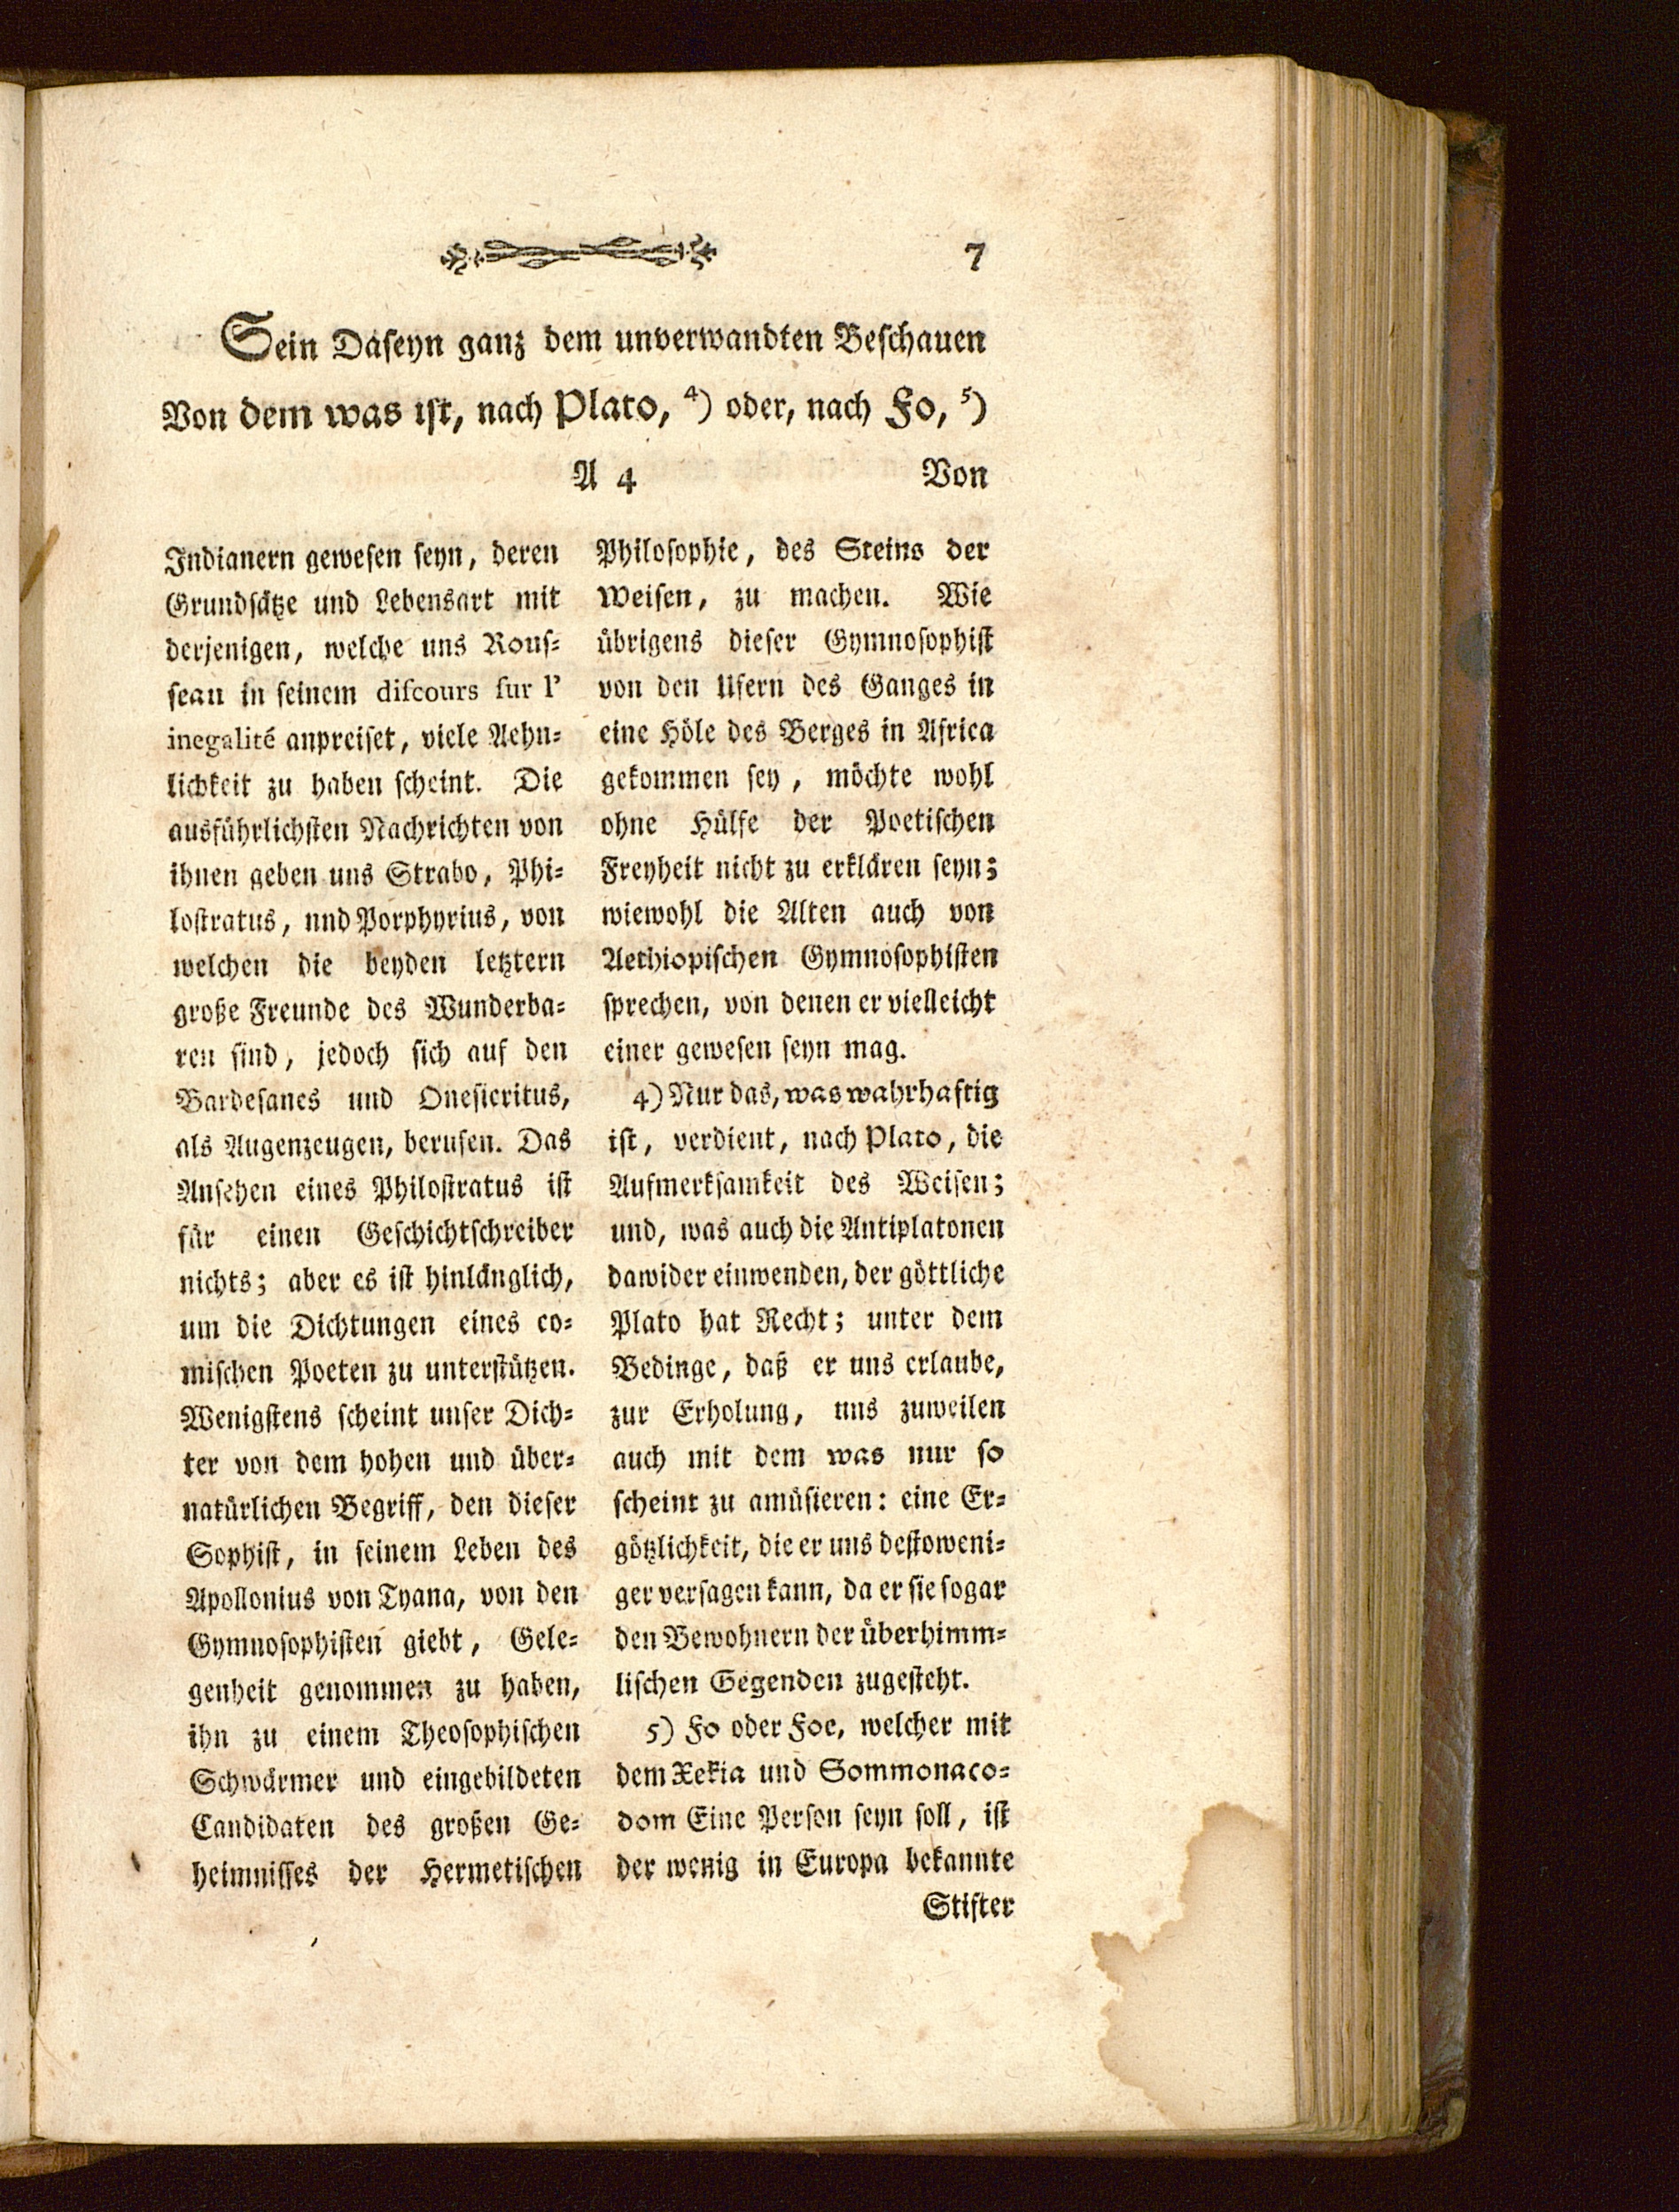 7
Sein Daſeyn ganz dem unverwandten Beſchauen
Von dem was iſt, nach Plato, ⁴) oder, nach Fo, ⁵)
A 4 Von
Indianern geweſen ſeyn, deren
Grundſätze und Lebensart mit
derjenigen, welche uns Rouſ⸗
ſeau in ſeinem diſcours ſur l'
inegalité anpreiſet, viele Aehn⸗
lichkeit zu haben ſcheint. Die
ausführlichſten Nachrichten von
ihnen geben uns Strabo, Phi⸗
loſtratus, nnd Porphyrius, von
welchen die beyden letztern
große Freunde des Wunderba⸗
ren ſind, jedoch ſich auf den
Bardeſanes und Oneſicritus,
als Augenzeugen, berufen. Das
Anſehen eines Philoſtratus iſt
für einen Geſchichtſchreiber
nichts; aber es iſt hinlänglich,
um die Dichtungen eines co⸗
miſchen Poeten zu unterſtützen.
Wenigſtens ſcheint unſer Dich⸗
ter von dem hohen und über⸗
natürlichen Begriff, den dieſer
Sophiſt, in ſeinem Leben des
Apollonius von Tyana, von den
Gymnoſophiſten giebt, Gele⸗
genheit genommen zu haben,
ihn zu einem Theoſophiſchen
Schwärmer und eingebildeten
Candidaten des großen Ge⸗
heimniſſes der Hermetiſchen
Philoſophie, des Steins der
Weiſen, zu machen. Wie
übrigens dieſer Gymnoſophiſt
von den Ufern des Ganges in
eine Höle des Berges in Africa
gekommen ſey, möchte wohl
ohne Hülfe der Poetiſchen
Freyheit nicht zu erklären ſeyn;
wiewohl die Alten auch von
Aethiopiſchen Gymnoſophiſten
ſprechen, von denen er vielleicht
einer geweſen ſeyn mag.
4) Nur das, was wahrhaftig
iſt, verdient, nach Plato, die
Aufmerkſamkeit des Weiſen;
und, was auch die Antiplatonen
dawider einwenden, der göttliche
Plato hat Recht; unter dem
Bedinge, daß er uns erlaube,
zur Erholung, uns zuweilen
auch mit dem was nur ſo
ſcheint zu amüſieren: eine Er⸗
götzlichkeit, die er uns deſtoweni⸗
ger verſagen kann, da er ſie ſogar
den Bewohnern der überhimm⸗
liſchen Gegenden zugeſteht.
5) Fo oder Foe, welcher mit
dem Xekia und Sommonaco⸗
dom Eine Perſon ſeyn ſoll, iſt
der wenig in Europa bekannte
Stifter